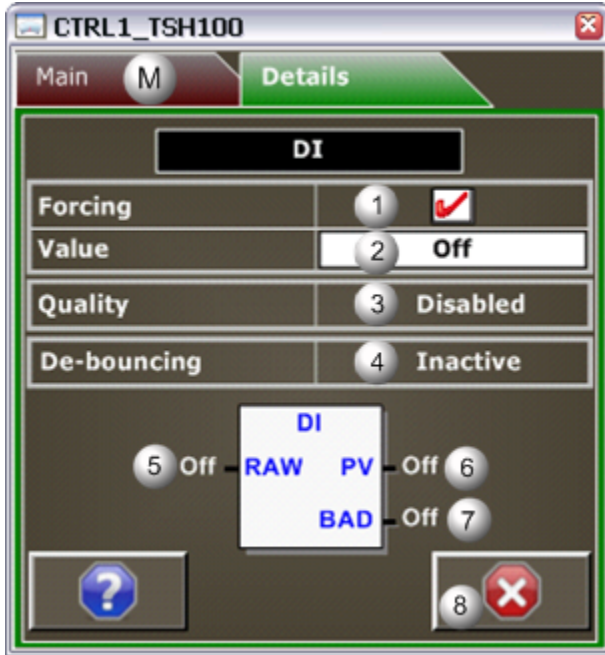 CTRL1_TSH100
Main M Details
DI
Forcing 1
Value 2 Off
Quality 3 Disabled
De-bouncing 4 Inactive
DI
5 Off RAW PV Off 6
BAD Off 7
? 8